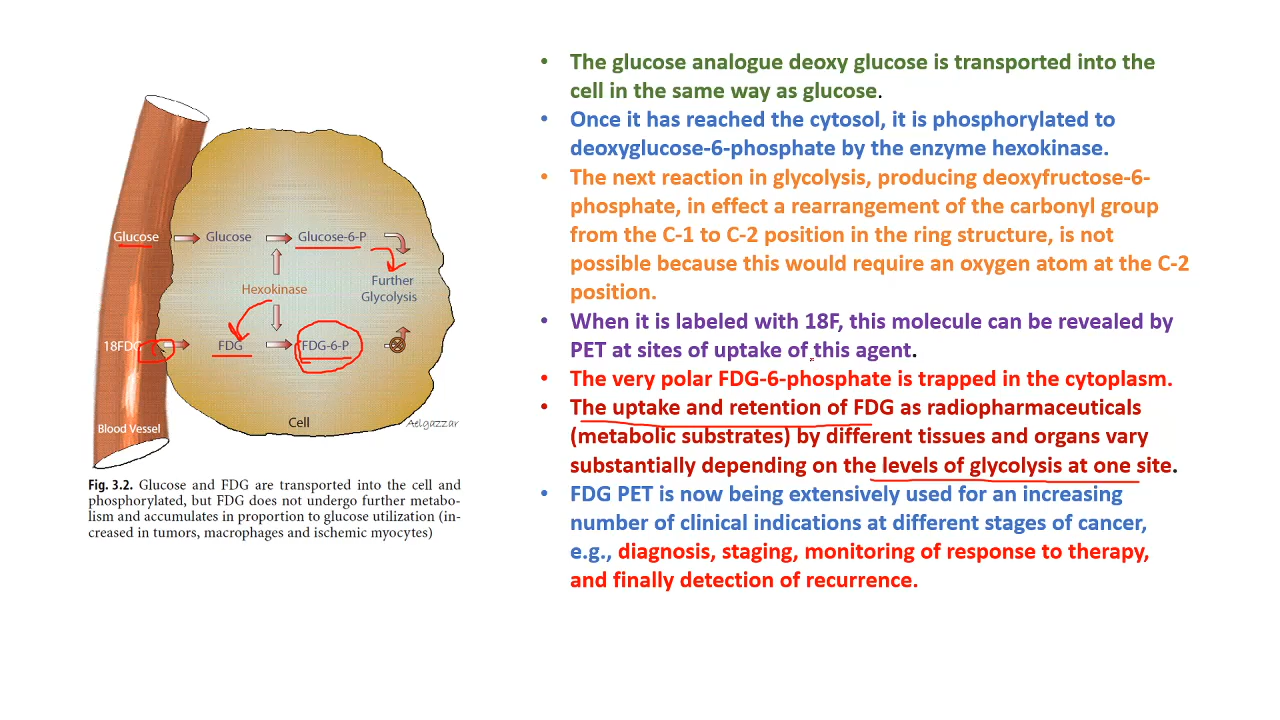 Glucose
Glucose
Glucose-6-P
Further
Glycolysis
Hexokinase
18FDG
FDG
FDG-6-P
Cell
Blood Vessel
Aelgazzar
Fig. 3.2. Glucose and FDG are transported into the cell and
phosphorylated, but FDG does not undergo further metabo-
lism and accumulates in proportion to glucose utilization (in-
creased in tumors, macrophages and ischemic myocytes)
• The glucose analogue deoxy glucose is transported into the
cell in the same way as glucose.
• Once it has reached the cytosol, it is phosphorylated to
deoxyglucose-6-phosphate by the enzyme hexokinase.
• The next reaction in glycolysis, producing deoxyfructose-6-
phosphate, in effect a rearrangement of the carbonyl group
from the C-1 to C-2 position in the ring structure, is not
possible because this would require an oxygen atom at the C-2
position.
• When it is labeled with 18F, this molecule can be revealed by
PET at sites of uptake of this agent.
• The very polar FDG-6-phosphate is trapped in the cytoplasm.
• The uptake and retention of FDG as radiopharmaceuticals
(metabolic substrates) by different tissues and organs vary
substantially depending on the levels of glycolysis at one site.
• FDG PET is now being extensively used for an increasing
number of clinical indications at different stages of cancer,
e.g., diagnosis, staging, monitoring of response to therapy,
and finally detection of recurrence.